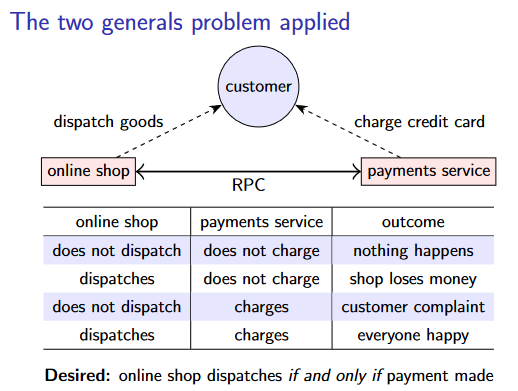 The two generals problem applied
customer
dispatch goods
charge credit card
online shop
payments service
RPC
online shop payments service outcome
does not dispatch does not charge nothing happens
dispatches does not charge shop loses money
does not dispatch charges customer complaint
dispatches charges everyone happy
Desired: online shop dispatches if and only if payment made